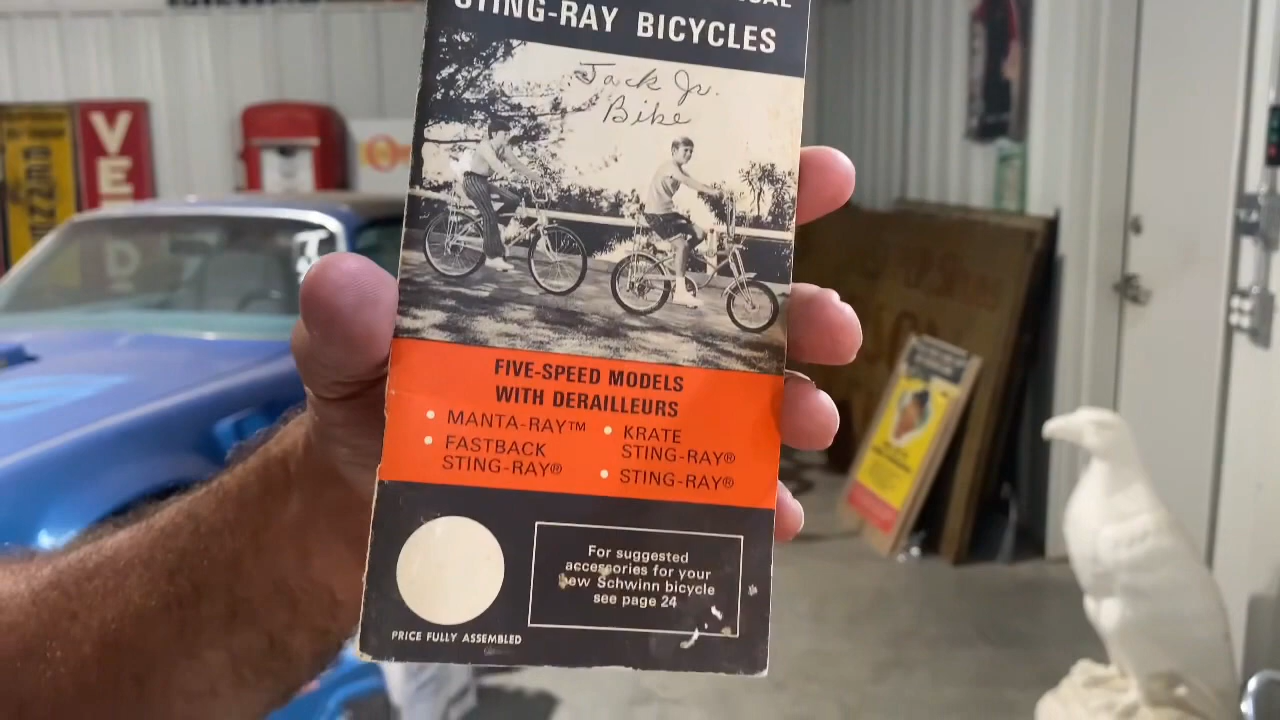 STING-RAY BICYCLES
Jack Jr.
Bike
FIVE-SPEED MODELS
WITH DERAILLEURS
• MANTA-RAY™
• FASTBACK
STING-RAY®
• KRATE
STING-RAY®
• STING-RAY®
PRICE FULLY ASSEMBLED
For suggested
accessories for your
new Schwinn bicycle
see page 24
VE
D